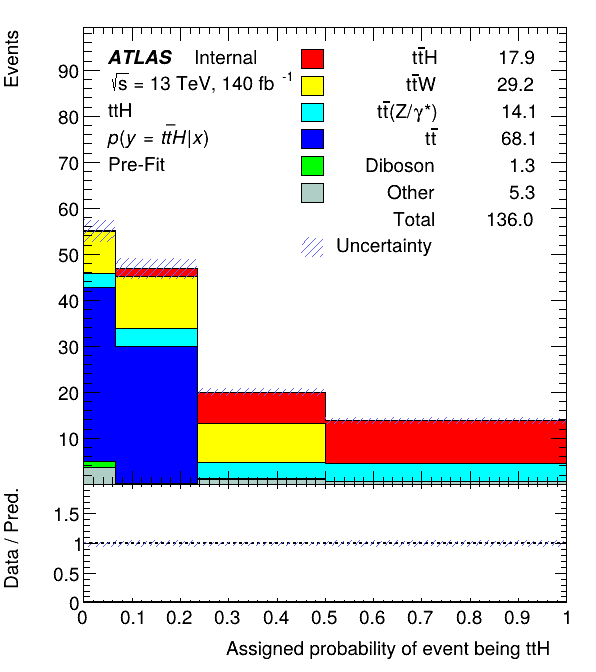 Events
ATLAS Internal
√s = 13 TeV, 140 fb -1
ttH
p(y = tt̄H|x)
Pre-Fit
tt̄H 17.9
tt̄W 29.2
tt̄(Z/γ*) 14.1
tt̄ 68.1
Diboson 1.3
Other 5.3
Total 136.0
Uncertainty
90
80
70
60
50
40
30
20
10
Data / Pred.
1.5
1
0.5
0
0 0.1 0.2 0.3 0.4 0.5 0.6 0.7 0.8 0.9 1
Assigned probability of event being ttH